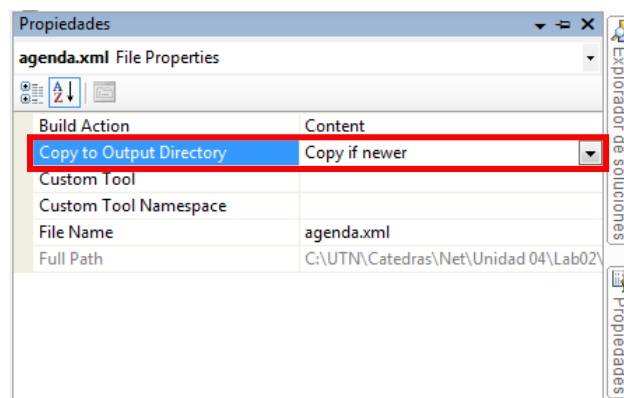 Propiedades
agenda.xml File Properties
Build Action Content
Copy to Output Directory Copy if newer
Custom Tool
Custom Tool Namespace
File Name agenda.xml
Full Path C:\UTN\Catedras\Net\Unidad 04\Lab02\
Explorador de soluciones
Propiedades